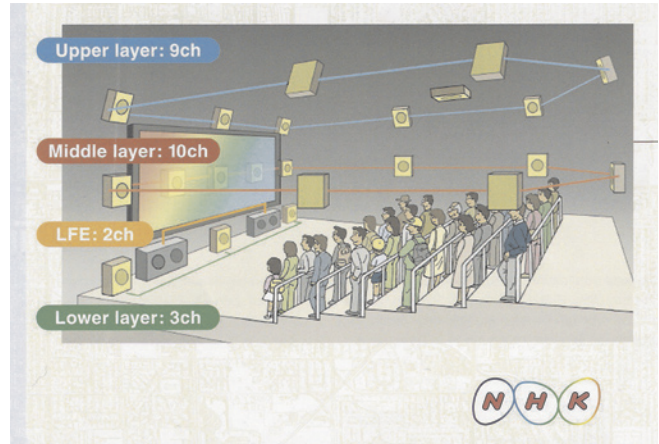 Upper layer: 9ch
Middle layer: 10ch
LFE: 2ch
Lower layer: 3ch
NHK